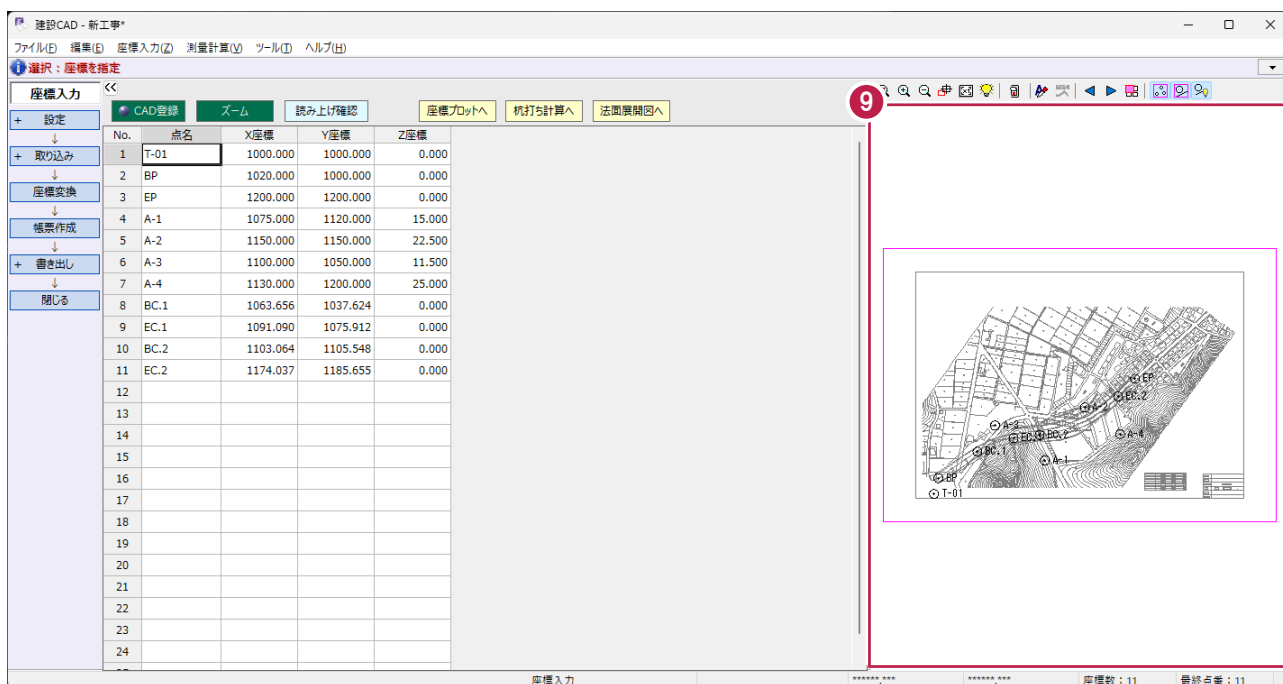 建設CAD - 新工事*
ファイル(F) 編集(E) 座標入力(Z) 測量計算(V) ツール(T) ヘルプ(H)
選択：座標を指定
座標入力
+ 設定
↓
+ 取り込み
↓
座標変換
↓
帳票作成
↓
+ 書き出し
↓
閉じる
CAD登録 ズーム 読み上げ確認 座標プロットへ 杭打ち計算へ 法面展開図へ
No. 点名 X座標 Y座標 Z座標
1 T-01 1000.000 1000.000 0.000
2 BP 1020.000 1000.000 0.000
3 EP 1200.000 1200.000 0.000
4 A-1 1075.000 1120.000 15.000
5 A-2 1150.000 1150.000 22.500
6 A-3 1100.000 1050.000 11.500
7 A-4 1130.000 1200.000 25.000
8 BC.1 1063.656 1037.624 0.000
9 EC.1 1091.090 1075.912 0.000
10 BC.2 1103.064 1105.548 0.000
11 EC.2 1174.037 1185.655 0.000
12
13
14
15
16
17
18
19
20
21
22
23
24
9
EP
EC.2
A-2
A-3
A-4
BC.2
BC.1
A-1
BP
T-01
座標入力 ******.*** ******.*** 座標数：11 最終点番：11